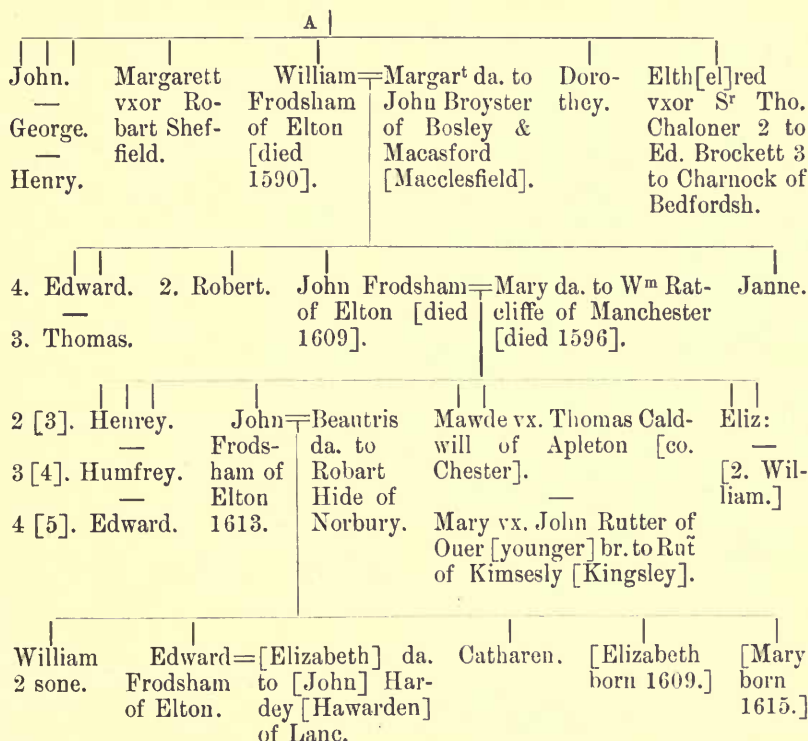 A
John.
—
George.
—
Henry.
Margarett
vxor Ro-
bart Shef-
field.
William=Margarᵗ da. to
Frodsham
of Elton
[died
1590].
John Broyster
of Bosley &
Macasford
[Macclesfield].
Doro-
they.
Elth[el]red
vxor Sʳ Tho.
Chaloner 2 to
Ed. Brockett 3
to Charnock of
Bedfordsh.
4. Edward.
—
3. Thomas.
2. Robert.
John Frodsham=Mary da. to Wᵐ Rat-
of Elton [died
1609].
cliffe of Manchester
[died 1596].
Janne.
2 [3]. Henrey.
—
3 [4]. Humfrey.
—
4 [5]. Edward.
John=Beautris
Frods-
ham of
Elton
1613.
da. to
Robart
Hide of
Norbury.
Mawde vx. Thomas Cald-
will of Apleton [co.
Chester].
—
Mary vx. John Rutter of
Ouer [younger] br. to Rut̃
of Kimsesly [Kingsley].
Eliz:
—
[2. Wil-
liam.]
William
2 sone.
Edward=[Elizabeth] da.
Frodsham
of Elton.
to [John] Har-
dey [Hawarden]
of Lanc.
Catharen.
[Elizabeth
born 1609.]
[Mary
born
1615.]